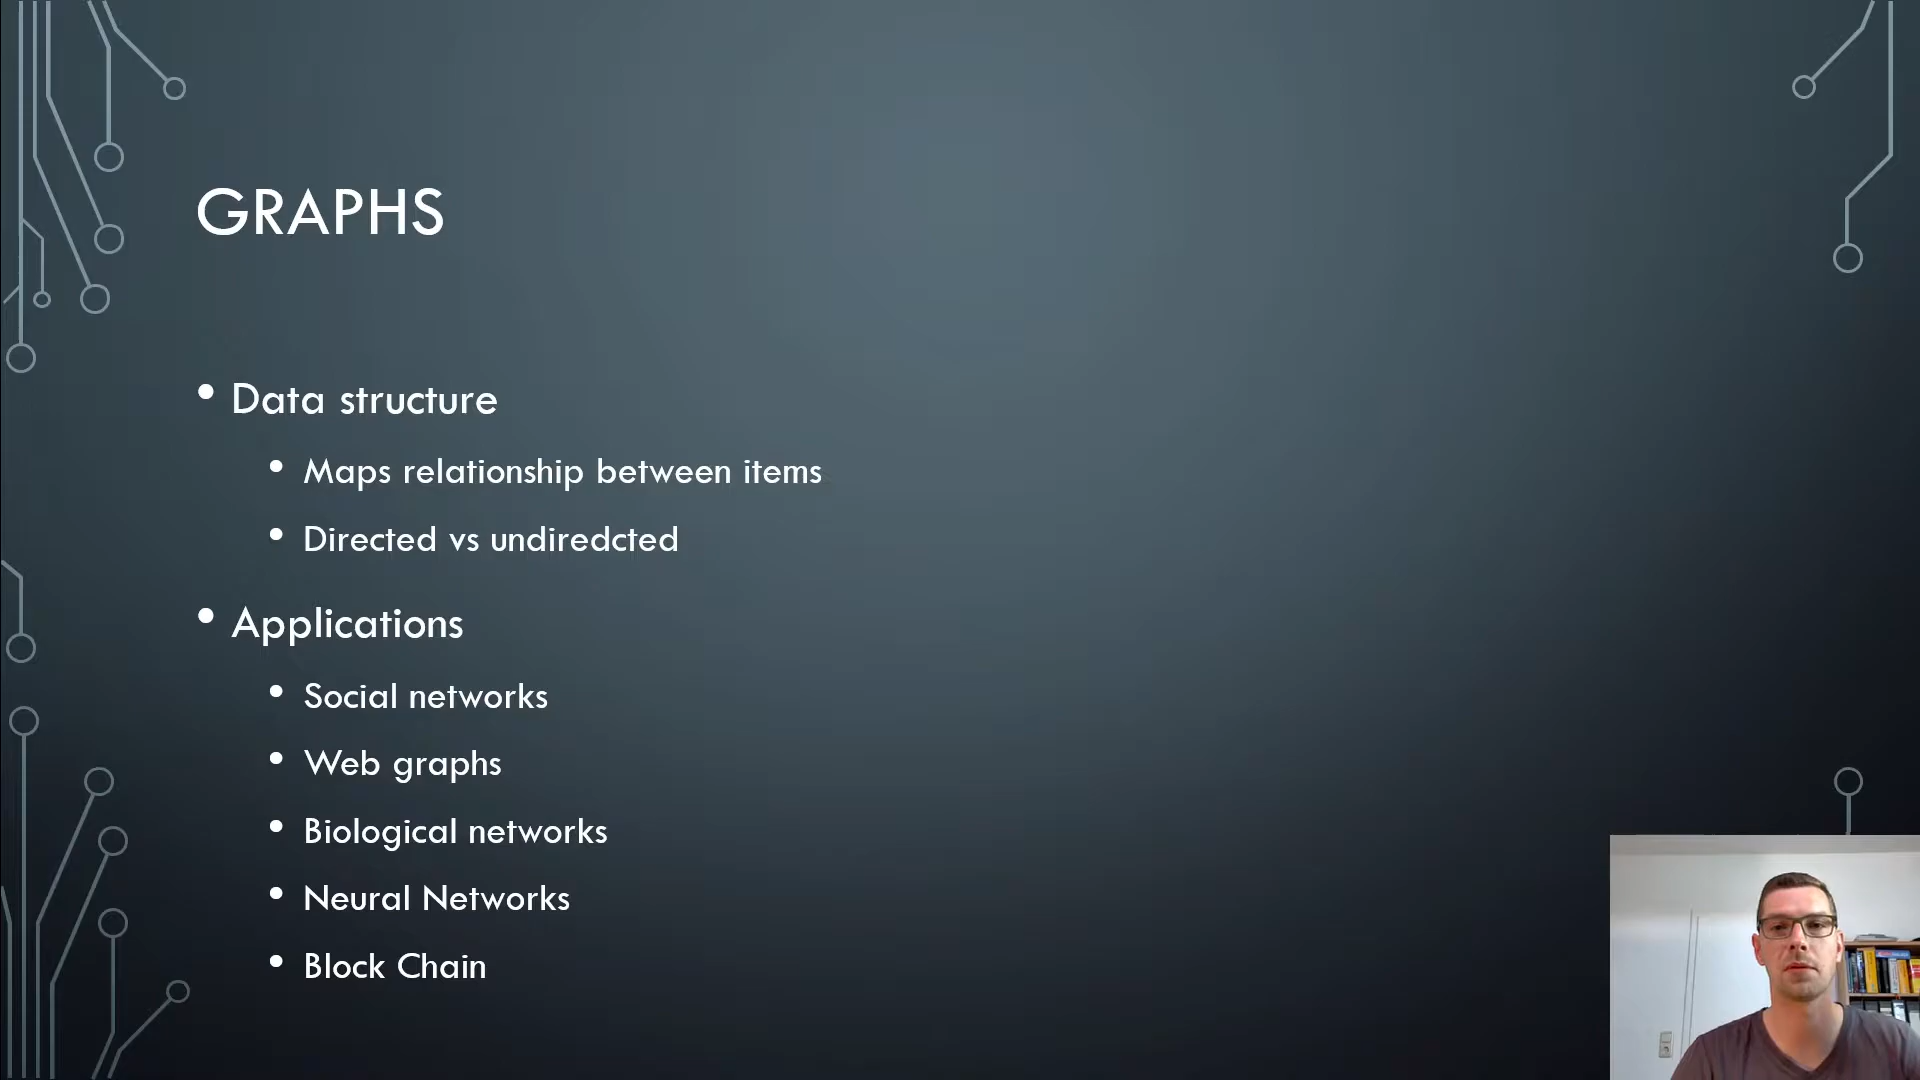 GRAPHS
• Data structure
• Maps relationship between items
• Directed vs undiredcted
• Applications
• Social networks
• Web graphs
• Biological networks
• Neural Networks
• Block Chain